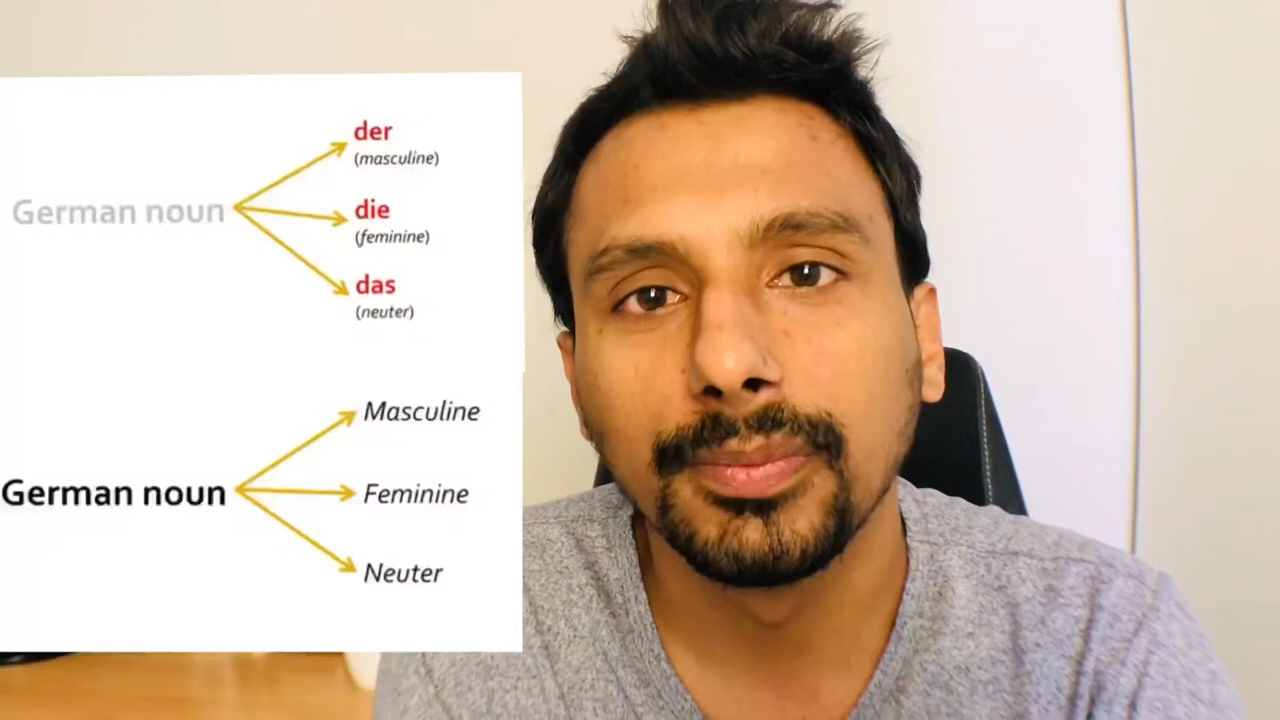 der
(masculine)
German noun
die
(feminine)
das
(neuter)
Masculine
German noun
Feminine
Neuter